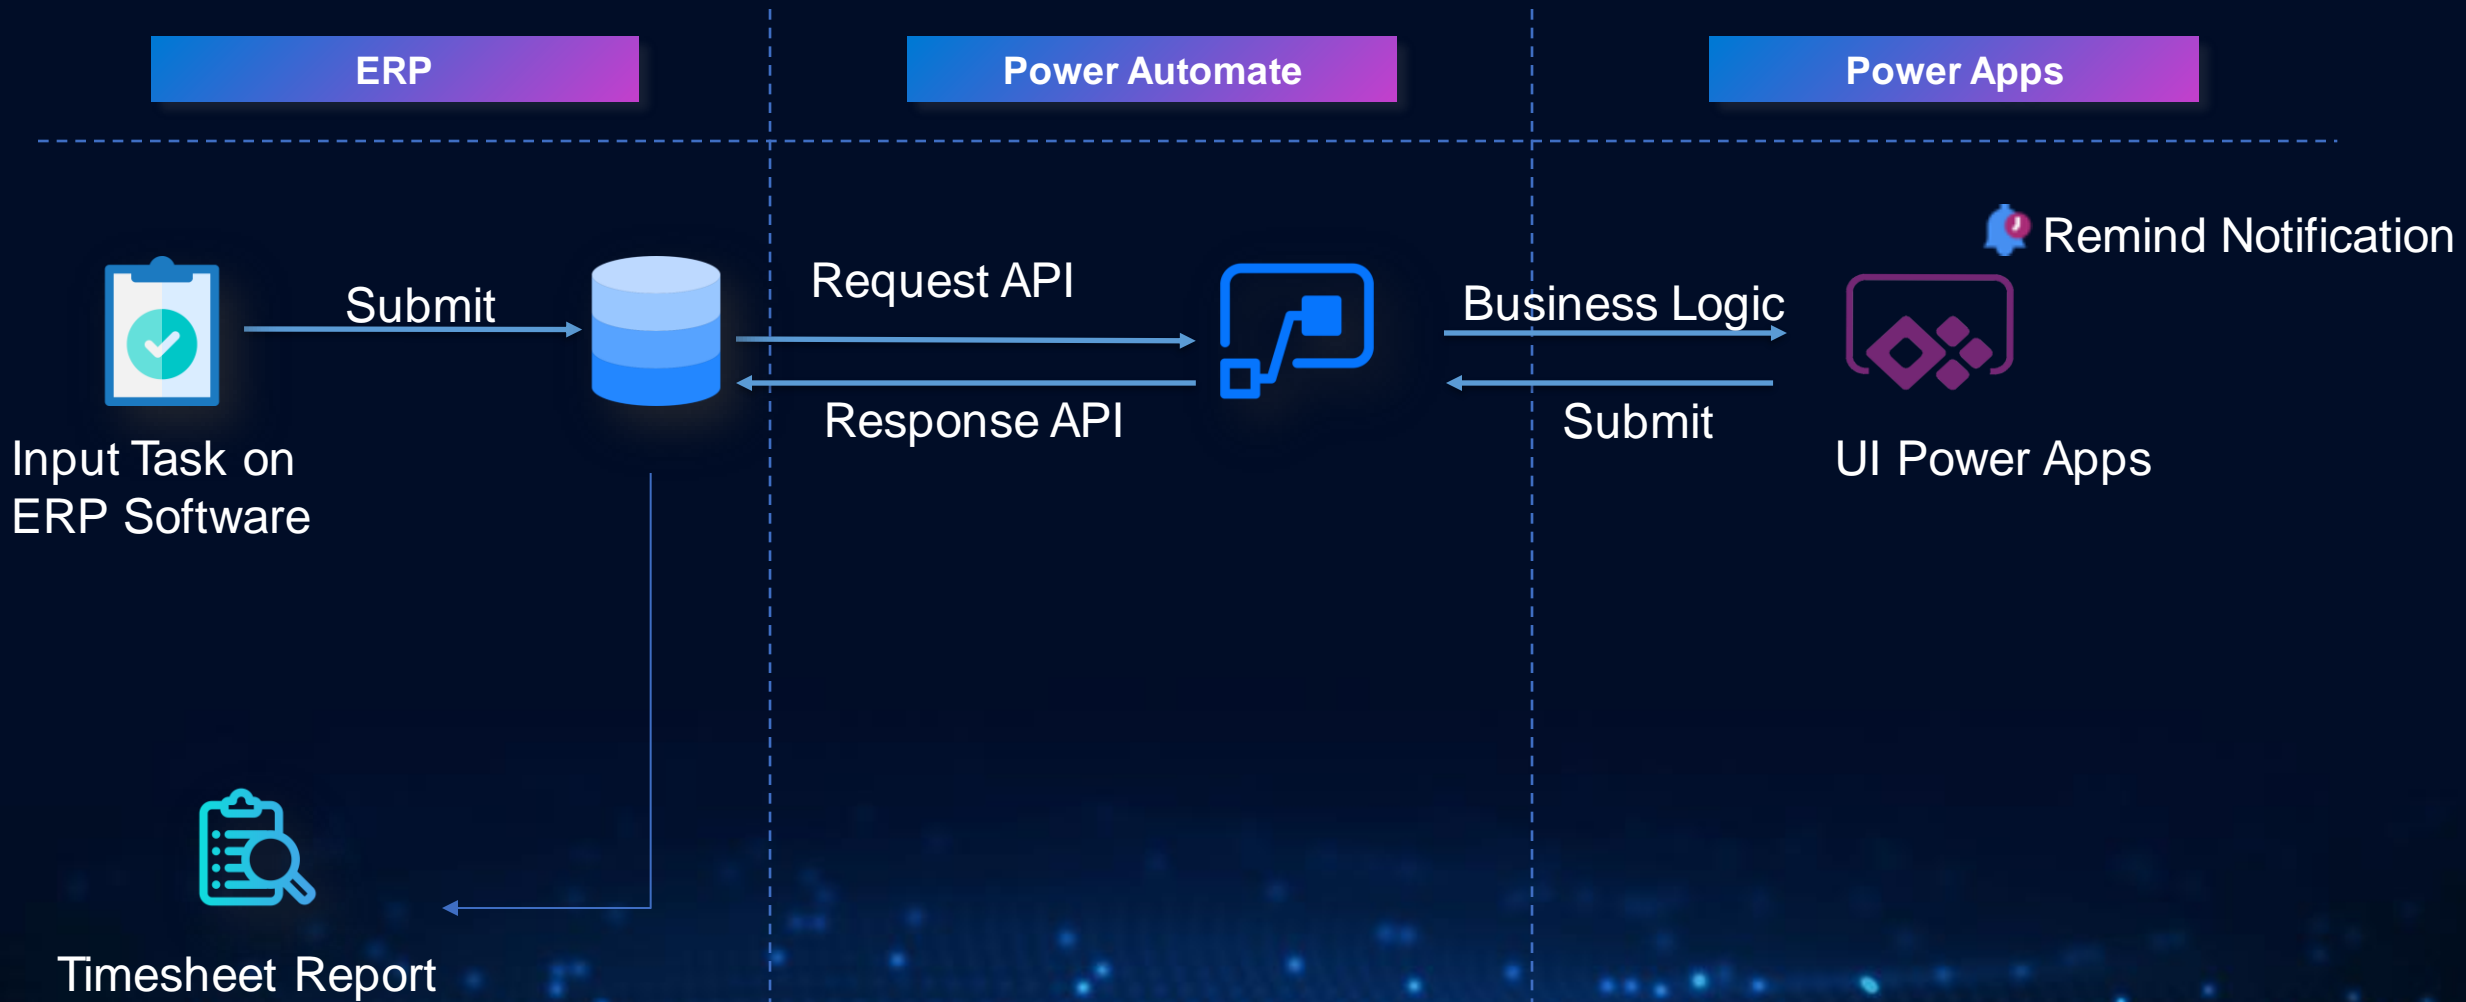 ERP
Power Automate
Power Apps
Remind Notification
Submit
Request API
Business Logic
Response API
Submit
Input Task on
ERP Software
UI Power Apps
Timesheet Report